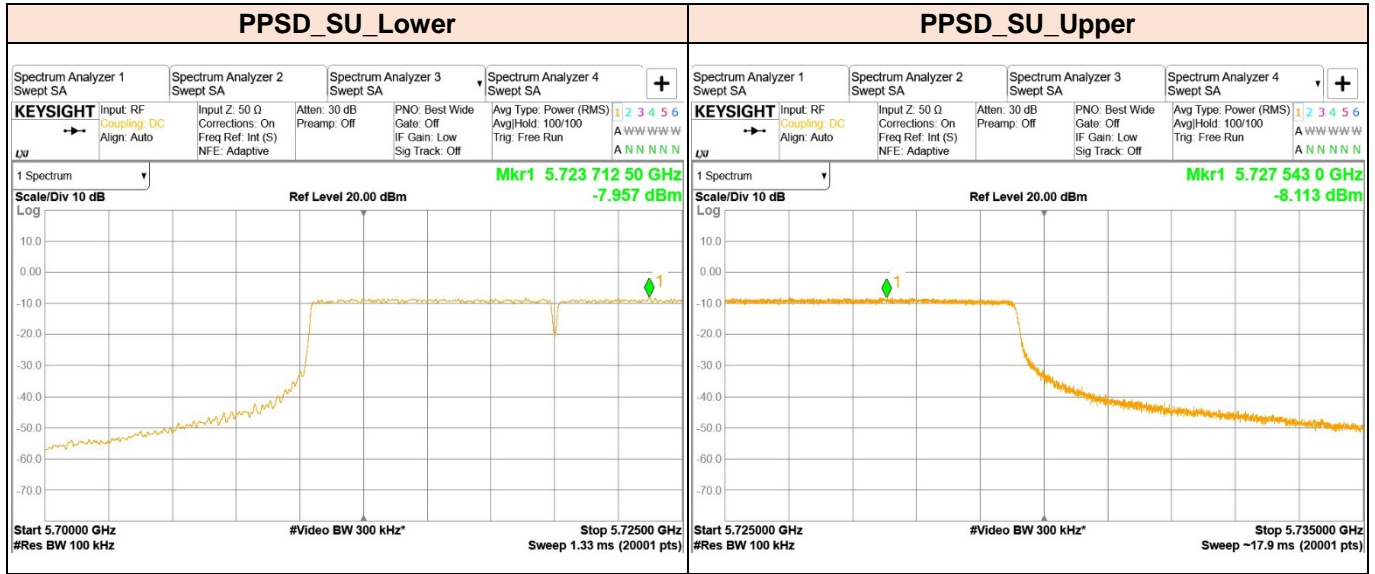 PPSD_SU_Lower
Spectrum Analyzer 1
Swept SA
Spectrum Analyzer 2
Swept SA
Spectrum Analyzer 3
Swept SA
Spectrum Analyzer 4
Swept SA
+
KEYSIGHT
LXI
Input: RF
Coupling: DC
Align: Auto
Input Z: 50 Ω
Corrections: On
Freq Ref: Int (S)
NFE: Adaptive
Atten: 30 dB
Preamp: Off
PNO: Best Wide
Gate: Off
IF Gain: Low
Sig Track: Off
Avg Type: Power (RMS)
Avg|Hold: 100/100
Trig: Free Run
1 2 3 4 5 6
A W W W W W
A N N N N N
1 Spectrum
Mkr1 5.723 712 50 GHz
Scale/Div 10 dB
Ref Level 20.00 dBm
-7.957 dBm
Log
10.0
0.00
1
-10.0
-20.0
-30.0
-40.0
-50.0
-60.0
-70.0
Start 5.70000 GHz
#Video BW 300 kHz*
Stop 5.72500 GHz
#Res BW 100 kHz
Sweep 1.33 ms (20001 pts)
PPSD_SU_Upper
Spectrum Analyzer 1
Swept SA
Spectrum Analyzer 2
Swept SA
Spectrum Analyzer 3
Swept SA
Spectrum Analyzer 4
Swept SA
+
KEYSIGHT
LXI
Input: RF
Coupling: DC
Align: Auto
Input Z: 50 Ω
Corrections: On
Freq Ref: Int (S)
NFE: Adaptive
Atten: 30 dB
Preamp: Off
PNO: Best Wide
Gate: Off
IF Gain: Low
Sig Track: Off
Avg Type: Power (RMS)
Avg|Hold: 100/100
Trig: Free Run
1 2 3 4 5 6
A W W W W W
A N N N N N
1 Spectrum
Mkr1 5.727 543 0 GHz
Scale/Div 10 dB
Ref Level 20.00 dBm
-8.113 dBm
Log
10.0
0.00
1
-10.0
-20.0
-30.0
-40.0
-50.0
-60.0
-70.0
Start 5.725000 GHz
#Video BW 300 kHz*
Stop 5.735000 GHz
#Res BW 100 kHz
Sweep ~17.9 ms (20001 pts)